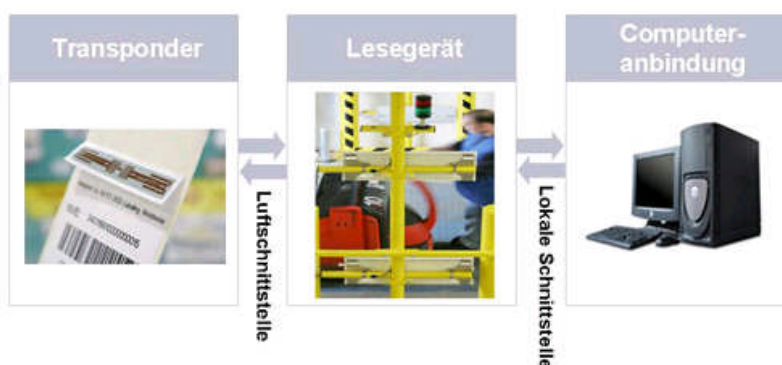 Transponder
Lesegerät
Computer-
anbindung
Luftschnittstelle
Lokale Schnittstelle